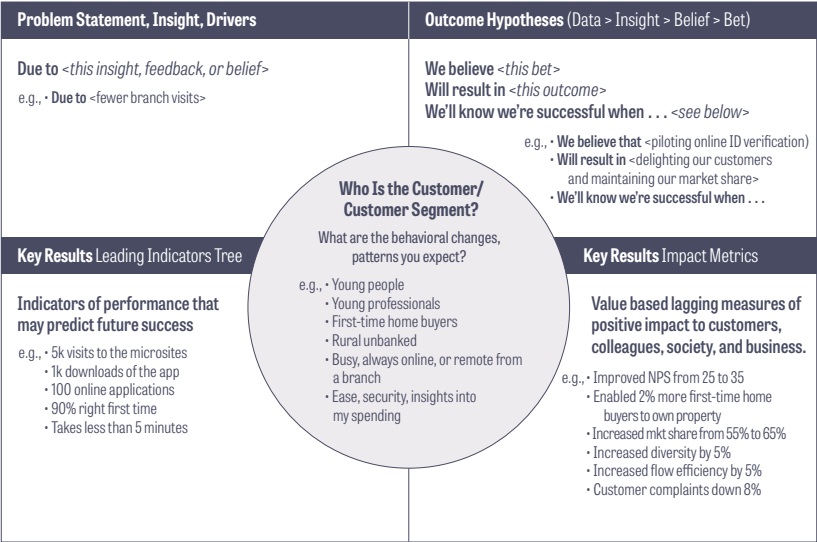 Problem Statement, Insight, Drivers
Due to <this insight, feedback, or belief>
e.g., • Due to <fewer branch visits>
Outcome Hypotheses (Data > Insight > Belief > Bet)
We believe <this bet>
Will result in <this outcome>
We’ll know we’re successful when . . . <see below>
e.g., • We believe that <piloting online ID verification)
• Will result in <delighting our customers
and maintaining our market share>
• We’ll know we’re successful when . . .
Who Is the Customer/
Customer Segment?
What are the behavioral changes,
patterns you expect?
e.g., • Young people
• Young professionals
• First-time home buyers
• Rural unbanked
• Busy, always online, or remote from
a branch
• Ease, security, insights into
my spending
Key Results Leading Indicators Tree
Indicators of performance that
may predict future success
e.g., • 5k visits to the microsites
• 1k downloads of the app
• 100 online applications
• 90% right first time
• Takes less than 5 minutes
Key Results Impact Metrics
Value based lagging measures of
positive impact to customers,
colleagues, society, and business.
e.g., • Improved NPS from 25 to 35
• Enabled 2% more first-time home
buyers to own property
• Increased mkt share from 55% to 65%
• Increased diversity by 5%
• Increased flow efficiency by 5%
• Customer complaints down 8%